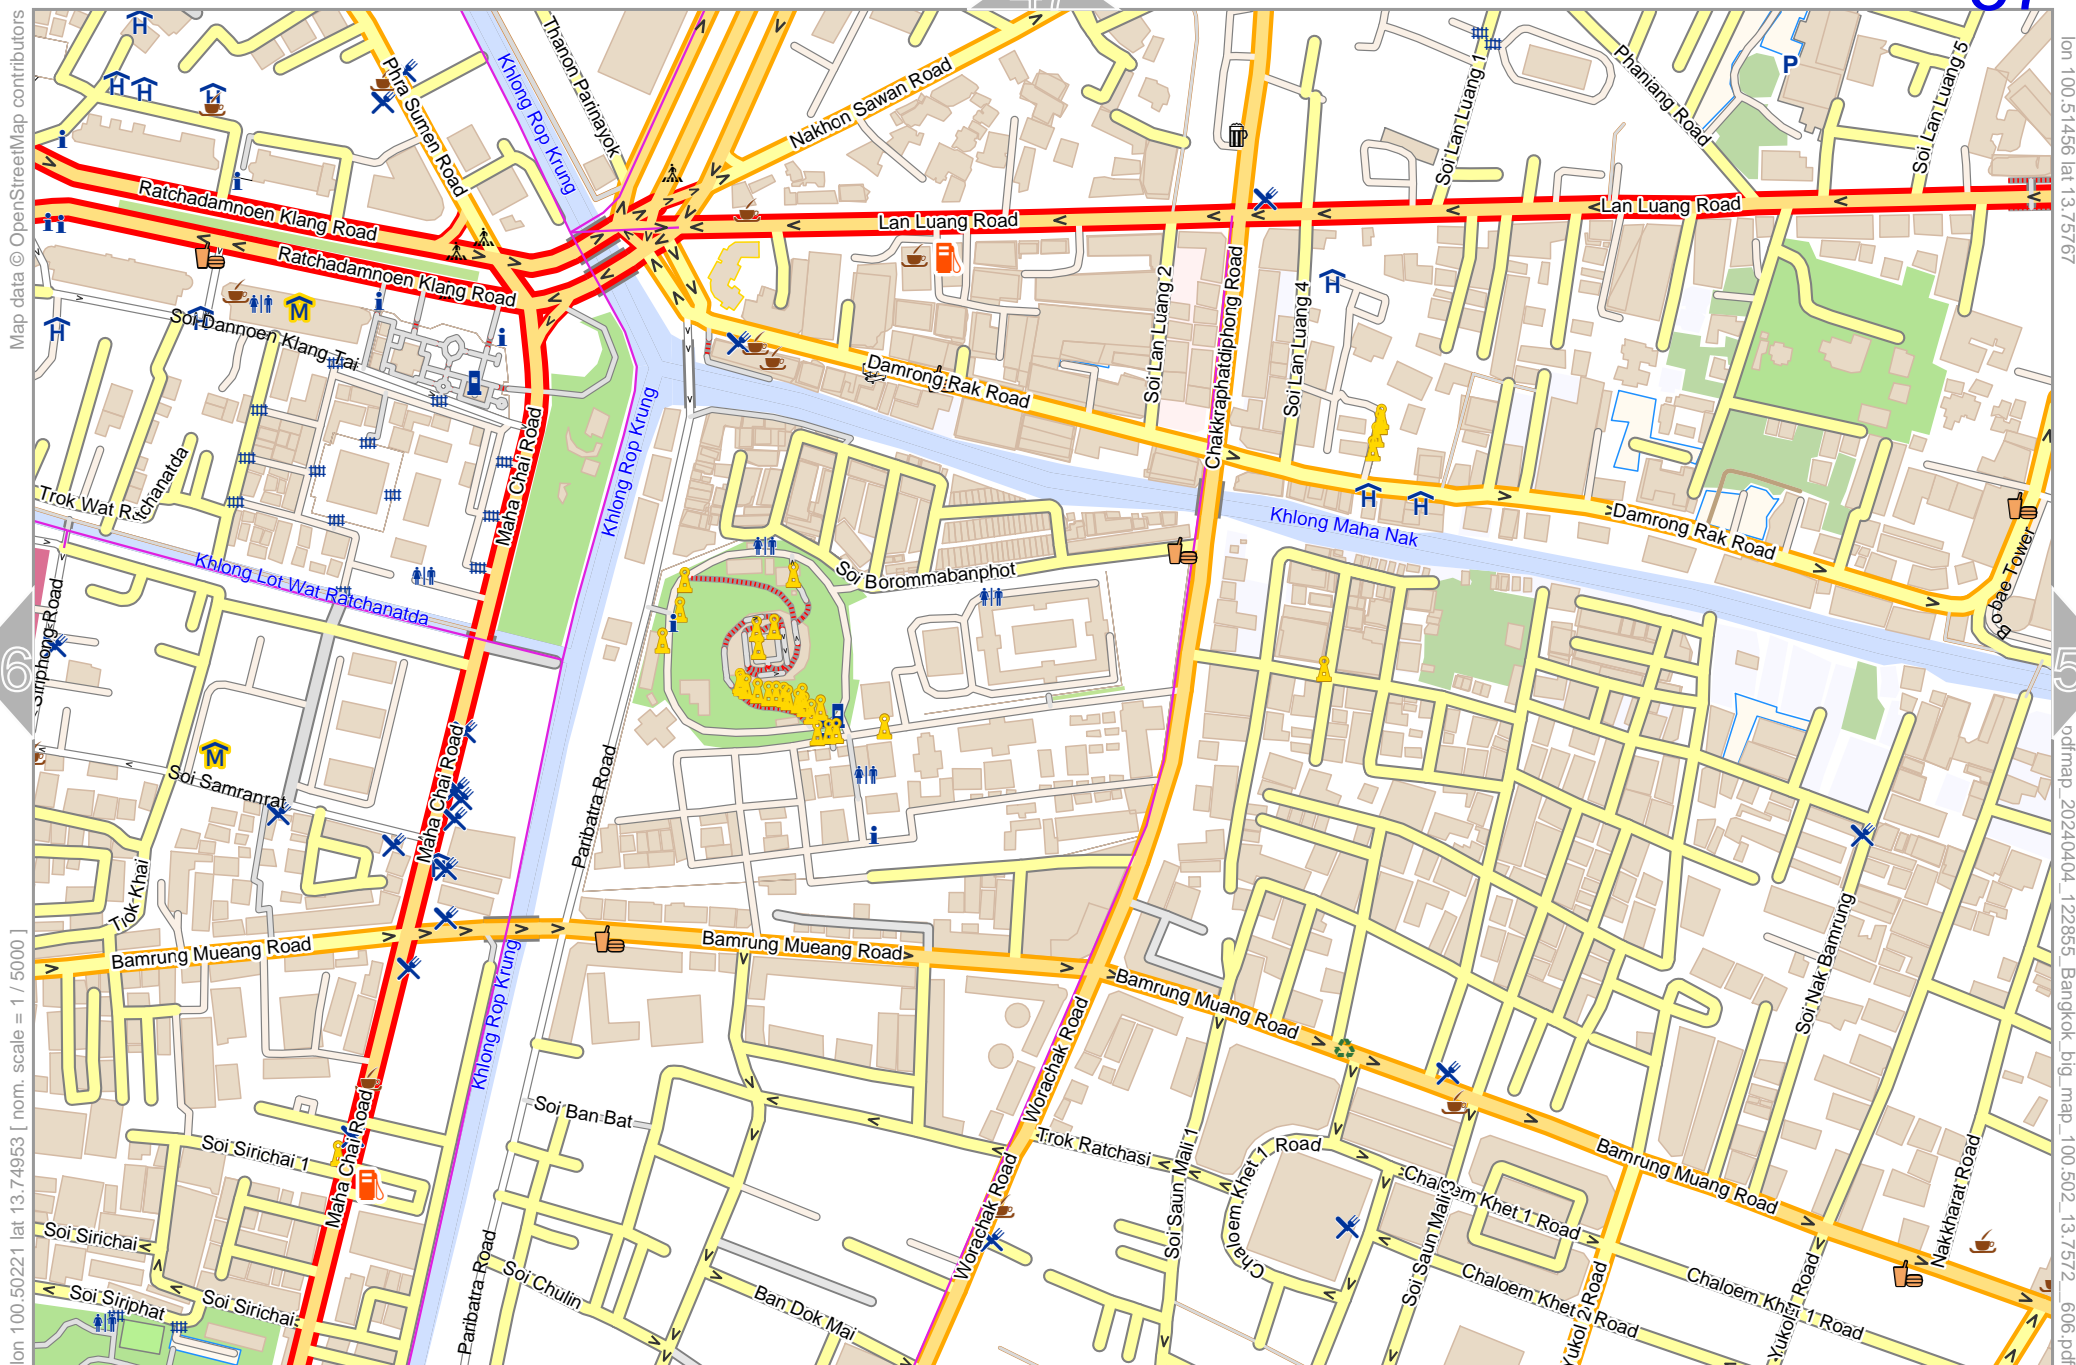 Map data © OpenStreetMap contributors
lon 100.50221 lat 13.74953 [ nom. scale = 1 / 5000 ]
lon 100.514456 lat 13.75767
pdfmap_20240404_122855_Bangkok_big_map_100.502_13.7572__606.pdf
6
5
Khlong Rop Krung
Thanon Parinayok
Phra Sumen Road
Nakhon Sawan Road
Soi Lan Luang 1
Phaniang Road
Soi Lan Luang 5
P
Ratchadamnoen Klang Road
Lan Luang Road
Lan Luang Road
Ratchadamnoen Klang Road
Soi Dannoen Klang Tai
Soi Lan Luang 2
Chakkraphatdiphong Road
Soi Lan Luang 4
Damrong Rak Road
Khlong Rop Krung
Maha Chai Road
Trok Wat Ratchanatda
Khlong Maha Nak
Damrong Rak Road
Bo bae Tower
Khlong Lot Wat Ratchanatda
Soi Borommabanphot
Siriphong Road
Soi Samranrat
Maha Chai Road
Paribatra Road
Trok Khai
Bamrung Mueang Road
Bamrung Mueang Road
Khlong Rop Krung
Bamrung Muang Road
Soi Nak Bamrung
Worachak Road
Soi Ban Bat
Trok Ratchasi
Soi Saun Mali 1
Chaloem Khet 1 Road
Chaloem Khet 1 Road
Bamrung Muang Road
Nakharat Road
Soi Sirichai 1
Maha Chai Road
Worachak Road
Soi Saun Mali 3
Soi Sirichai
Soi Siriphat
Soi Sirichai
Paribatra Road
Soi Chulin
Ban Dok Mai
Chaloem Khet 2 Road
Yukol 2 Road
Chaloem Khet 1 Road
Yukol Road